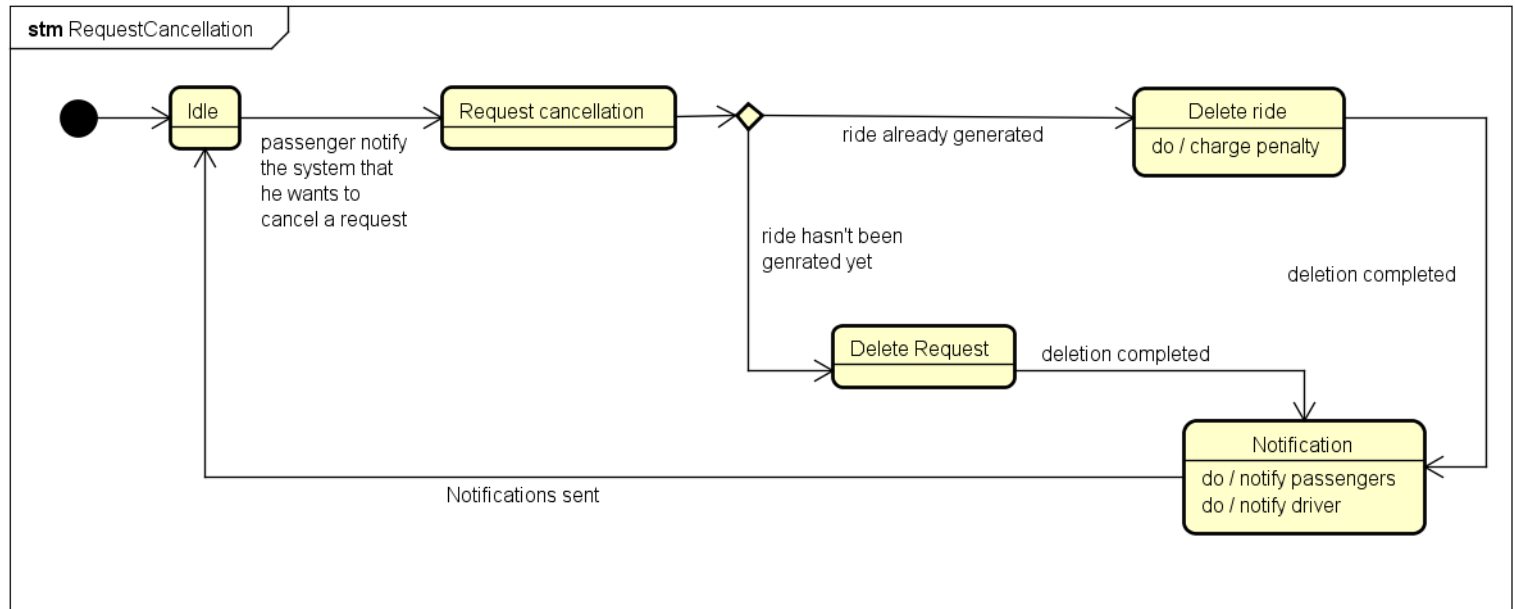 stm RequestCancellation
Idle
Request cancellation
Delete ride
do / charge penalty
ride already generated
passenger notify
the system that
he wants to
cancel a request
ride hasn't been
genrated yet
deletion completed
Delete Request
deletion completed
Notification
do / notify passengers
do / notify driver
Notifications sent